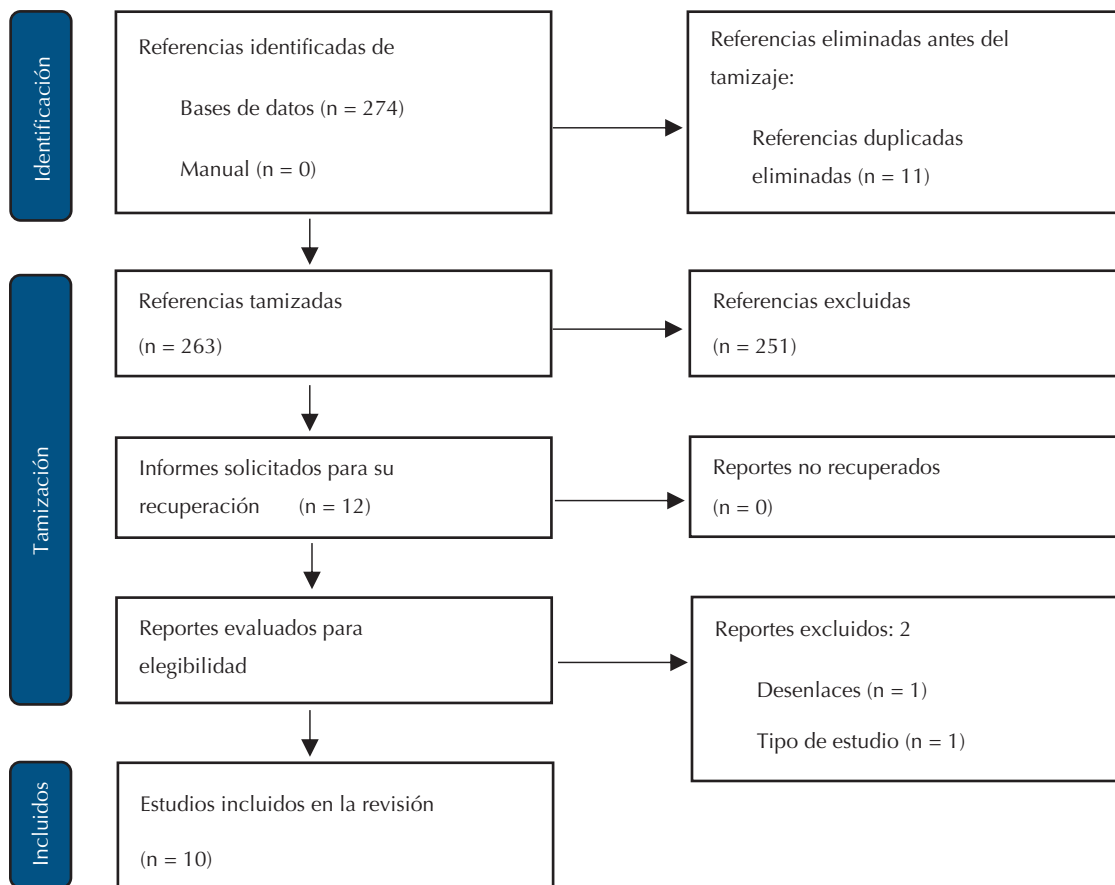 Identificación
Referencias identificadas de
Bases de datos (n = 274)
Manual (n = 0)
Referencias eliminadas antes del
tamizaje:
Referencias duplicadas
eliminadas (n = 11)
Tamización
Referencias tamizadas
(n = 263)
Referencias excluidas
(n = 251)
Informes solicitados para su
recuperación (n = 12)
Reportes no recuperados
(n = 0)
Reportes evaluados para
elegibilidad
Reportes excluidos: 2
Desenlaces (n = 1)
Tipo de estudio (n = 1)
Incluidos
Estudios incluidos en la revisión
(n = 10)